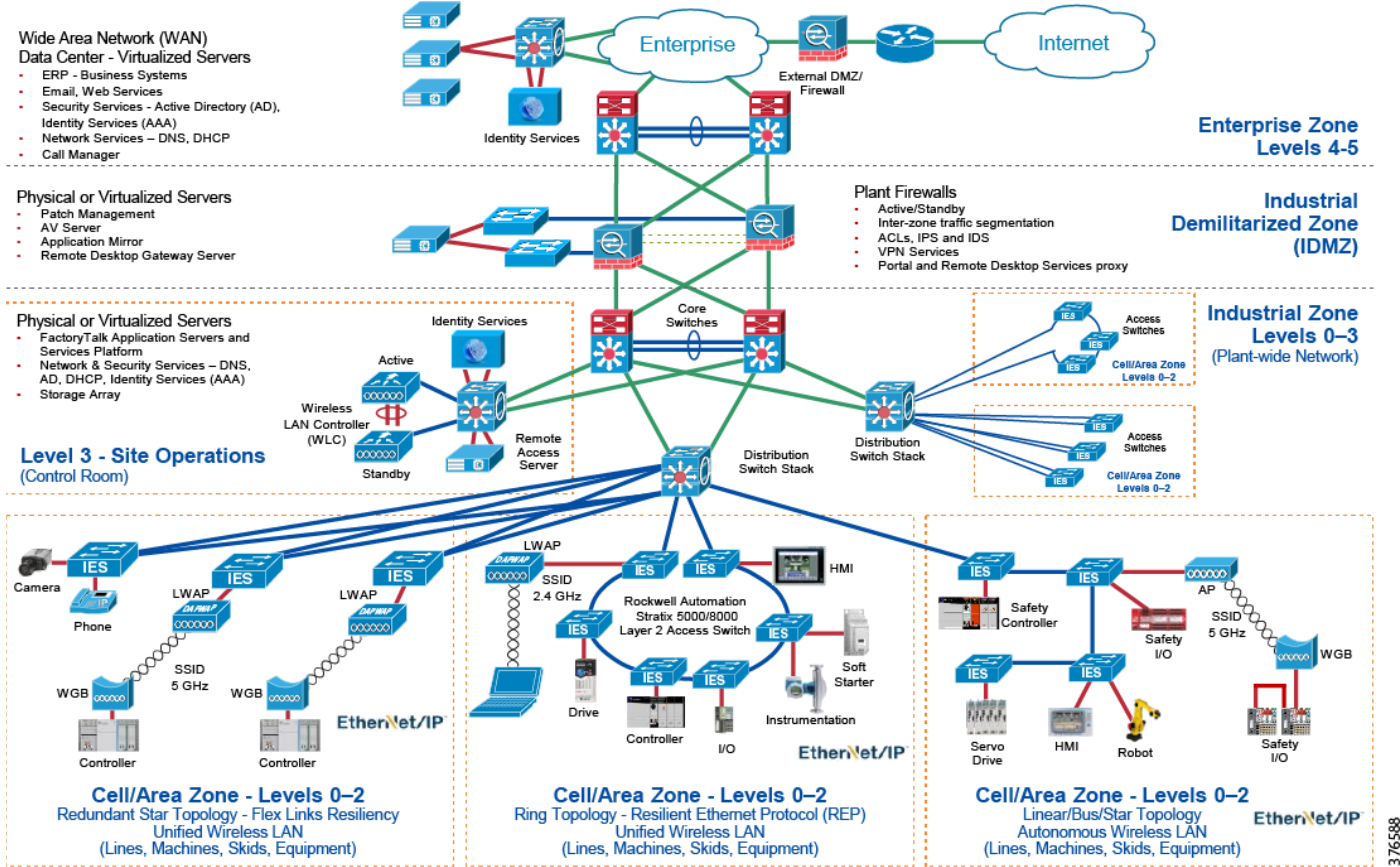 Wide Area Network (WAN)
Data Center - Virtualized Servers
▪ ERP - Business Systems
▪ Email, Web Services
▪ Security Services - Active Directory (AD),
Identity Services (AAA)
▪ Network Services – DNS, DHCP
▪ Call Manager
Enterprise
Internet
External DMZ/
Firewall
Identity Services
Enterprise Zone
Levels 4-5
Physical or Virtualized Servers
▪ Patch Management
▪ AV Server
▪ Application Mirror
▪ Remote Desktop Gateway Server
Plant Firewalls
▪ Active/Standby
▪ Inter-zone traffic segmentation
▪ ACLs, IPS and IDS
▪ VPN Services
▪ Portal and Remote Desktop Services proxy
Industrial
Demilitarized Zone
(IDMZ)
Physical or Virtualized Servers
▪ FactoryTalk Application Servers and
Services Platform
▪ Network & Security Services – DNS,
AD, DHCP, Identity Services (AAA)
▪ Storage Array
Identity Services
Active
Wireless
LAN Controller
(WLC)
Standby
Remote
Access
Server
Level 3 - Site Operations
(Control Room)
Core
Switches
Distribution
Switch Stack
Distribution
Switch Stack
IES
IES
IES
Access
Switches
Cell/Area Zone
Levels 0–2
IES
IES
IES
Access
Switches
Cell/Area Zone
Levels 0–2
Industrial Zone
Levels 0–3
(Plant-wide Network)
IES
IES
IES
Camera
IP
Phone
LWAP
DAPWAP
LWAP
DAPWAP
SSID
5 GHz
WGB
WGB
Controller
Controller
EtherNet/IP
Cell/Area Zone - Levels 0–2
Redundant Star Topology - Flex Links Resiliency
Unified Wireless LAN
(Lines, Machines, Skids, Equipment)
LWAP
DAPWAP
SSID
2.4 GHz
IES
IES
HMI
Rockwell Automation
Stratix 5000/8000
Layer 2 Access Switch
IES
IES
IES
IES
Soft
Starter
Drive
Controller
I/O
Instrumentation
EtherNet/IP
Cell/Area Zone - Levels 0–2
Ring Topology - Resilient Ethernet Protocol (REP)
Unified Wireless LAN
(Lines, Machines, Skids, Equipment)
IES
IES
AP
Safety
Controller
Safety
I/O
SSID
5 GHz
WGB
IES
IES
Servo
Drive
HMI
Robot
Safety
I/O
Cell/Area Zone - Levels 0–2
Linear/Bus/Star Topology
Autonomous Wireless LAN
(Lines, Machines, Skids, Equipment)
EtherNet/IP
376588